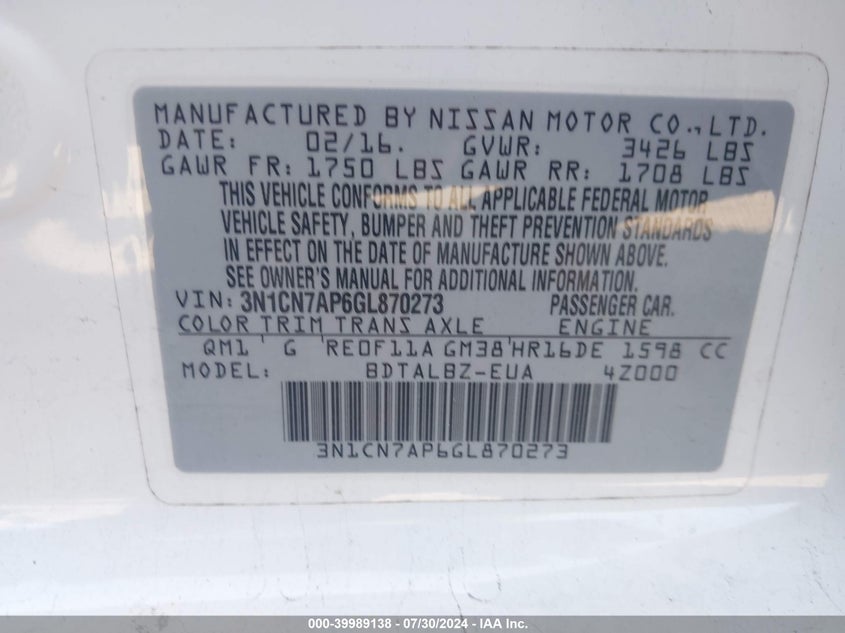 MANUFACTURED BY NISSAN MOTOR CO.,LTD.
DATE: 02/16. GVWR: 3426 LBS
GAWR FR: 1750 LBS GAWR RR: 1708 LBS
THIS VEHICLE CONFORMS TO ALL APPLICABLE FEDERAL MOTOR
VEHICLE SAFETY, BUMPER AND THEFT PREVENTION STANDARDS
IN EFFECT ON THE DATE OF MANUFACTURE SHOWN ABOVE.
SEE OWNER'S MANUAL FOR ADDITIONAL INFORMATION.
VIN: 3N1CN7AP6GL870273 PASSENGER CAR.
COLOR TRIM TRANS AXLE ENGINE
QM1 G RE0F11A GM38 HR16DE 1598 CC
MODEL: BDTALBZ-EUA 4Z000
3N1CN7AP6GL870273
000-39989138 - 07/30/2024 - IAA Inc.